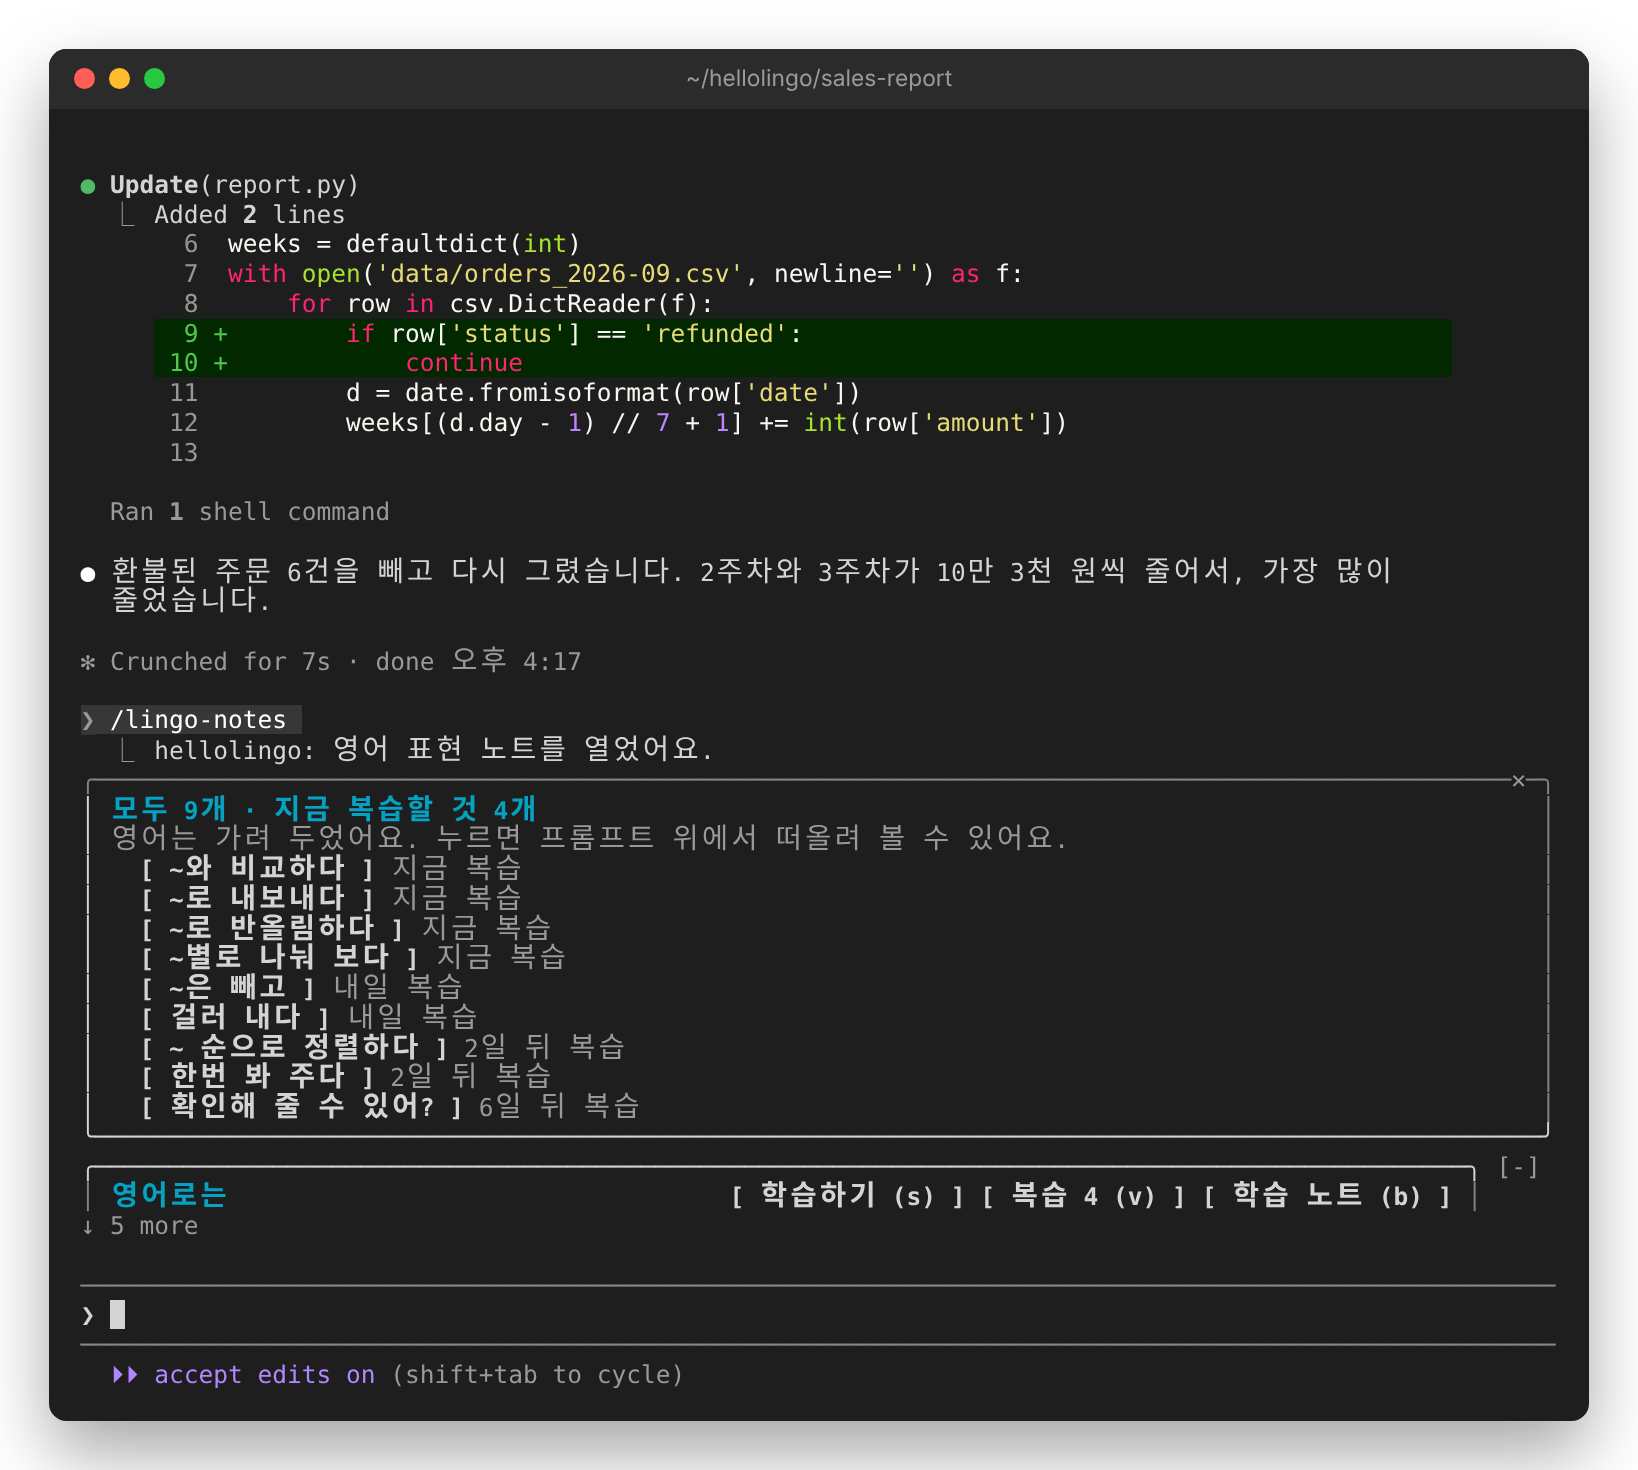 ~/hellolingo/sales-report
● Update(report.py)
⎿ Added 2 lines
6 weeks = defaultdict(int)
7 with open('data/orders_2026-09.csv', newline='') as f:
8     for row in csv.DictReader(f):
9 +         if row['status'] == 'refunded':
10 +             continue
11         d = date.fromisoformat(row['date'])
12         weeks[(d.day - 1) // 7 + 1] += int(row['amount'])
13
Ran 1 shell command
● 환불된 주문 6건을 빼고 다시 그렸습니다. 2주차와 3주차가 10만 3천 원씩 줄어서, 가장 많이
줄었습니다.
✻ Crunched for 7s · done 오후 4:17
❯ /lingo-notes
⎿ hellolingo: 영어 표현 노트를 열었어요.
×
모두 9개 · 지금 복습할 것 4개
영어는 가려 두었어요. 누르면 프롬프트 위에서 떠올려 볼 수 있어요.
[ ~와 비교하다 ] 지금 복습
[ ~로 내보내다 ] 지금 복습
[ ~로 반올림하다 ] 지금 복습
[ ~별로 나눠 보다 ] 지금 복습
[ ~은 빼고 ] 내일 복습
[ 걸러 내다 ] 내일 복습
[ ~ 순으로 정렬하다 ] 2일 뒤 복습
[ 한번 봐 주다 ] 2일 뒤 복습
[ 확인해 줄 수 있어? ] 6일 뒤 복습
[-]
영어로는 [ 학습하기 (s) ] [ 복습 4 (v) ] [ 학습 노트 (b) ]
↓ 5 more
❯
⏵⏵ accept edits on (shift+tab to cycle)